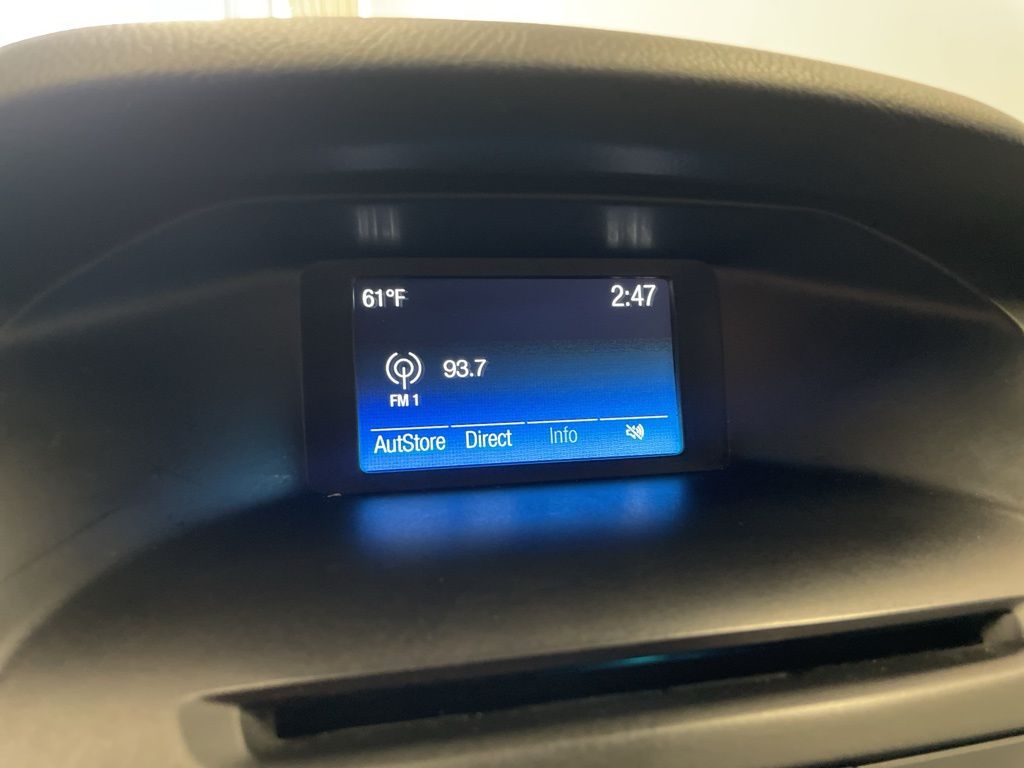 61°F 2:47
93.7
FM 1
AutStore Direct Info